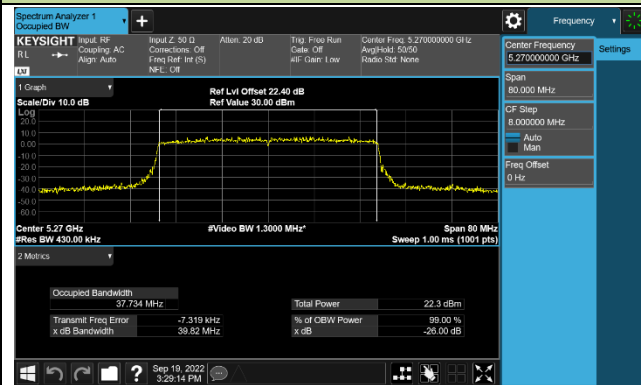 Spectrum Analyzer 1
Occupied BW
Frequency
KEYSIGHT
RL
LXI
Input: RF
Coupling: AC
Align: Auto
Input Z: 50 Ω
Corrections: Off
Freq Ref: Int (S)
NFE: Off
Atten: 20 dB
Trig: Free Run
Gate: Off
#IF Gain: Low
Center Freq: 5.270000000 GHz
Avg|Hold: 50/50
Radio Std: None
Center Frequency
5.270000000 GHz
Settings
Span
80.000 MHz
CF Step
8.000000 MHz
Auto
Man
Freq Offset
0 Hz
1 Graph
Scale/Div 10.0 dB
Ref Lvl Offset 22.40 dB
Ref Value 30.00 dBm
Log
20.0
10.0
0.00
-10.0
-20.0
-30.0
-40.0
-50.0
-60.0
Center 5.27 GHz
#Video BW 1.3000 MHz*
Span 80 MHz
#Res BW 430.00 kHz
Sweep 1.00 ms (1001 pts)
2 Metrics
Occupied Bandwidth
37.734 MHz
Total Power 22.3 dBm
Transmit Freq Error -7.319 kHz
% of OBW Power 99.00 %
x dB Bandwidth 39.82 MHz
x dB -26.00 dB
?
Sep 19, 2022
3:29:14 PM